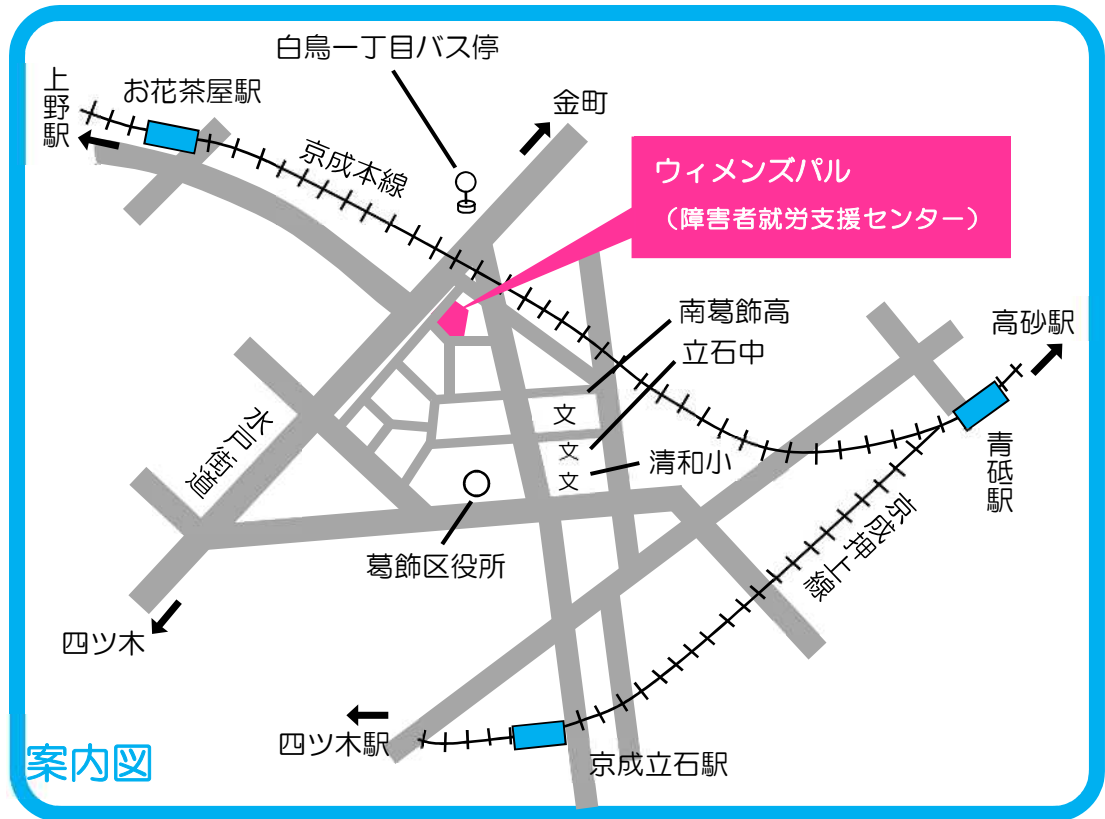 白鳥一丁目バス停
上野駅
お花茶屋駅
金町
京成本線
ウィメンズパル
（障害者就労支援センター）
南葛飾高
高砂駅
立石中
水戸街道
文
文
清和小
文
青砥駅
京成押上線
葛飾区役所
四ツ木
四ツ木駅
京成立石駅
案内図